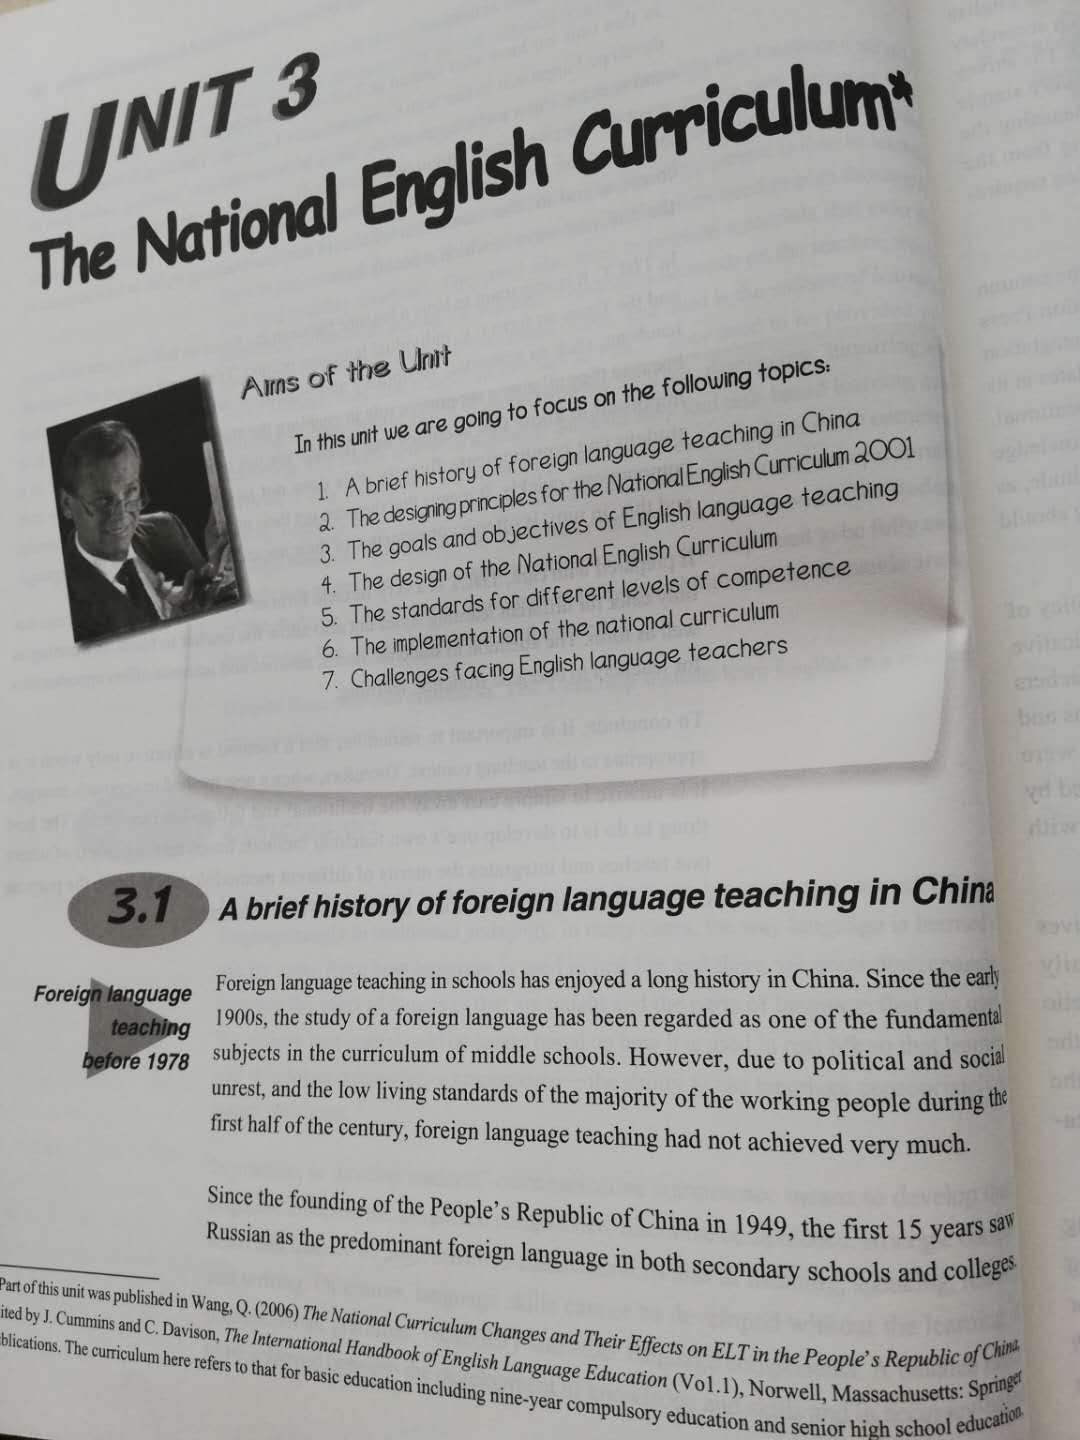 UNIT 3
The National English Curriculum*
Aims of the Unit
In this unit we are going to focus on the following topics:
1. A brief history of foreign language teaching in China
2. The designing principles for the National English Curriculum 2001
3. The goals and objectives of English language teaching
4. The design of the National English Curriculum
5. The standards for different levels of competence
6. The implementation of the national curriculum
7. Challenges facing English language teachers
3.1 A brief history of foreign language teaching in China
Foreign language
teaching
before 1978
Foreign language teaching in schools has enjoyed a long history in China. Since the early
1900s, the study of a foreign language has been regarded as one of the fundamental
subjects in the curriculum of middle schools. However, due to political and social
unrest, and the low living standards of the majority of the working people during the
first half of the century, foreign language teaching had not achieved very much.
Since the founding of the People's Republic of China in 1949, the first 15 years saw
Russian as the predominant foreign language in both secondary schools and colleges.
Part of this unit was published in Wang, Q. (2006) The National Curriculum Changes and Their Effects on ELT in the People's Republic of China,
ited by J. Cummins and C. Davison, The International Handbook of English Language Education (Vo1.1), Norwell, Massachusetts: Springer
blications. The curriculum here refers to that for basic education including nine-year compulsory education and senior high school education.